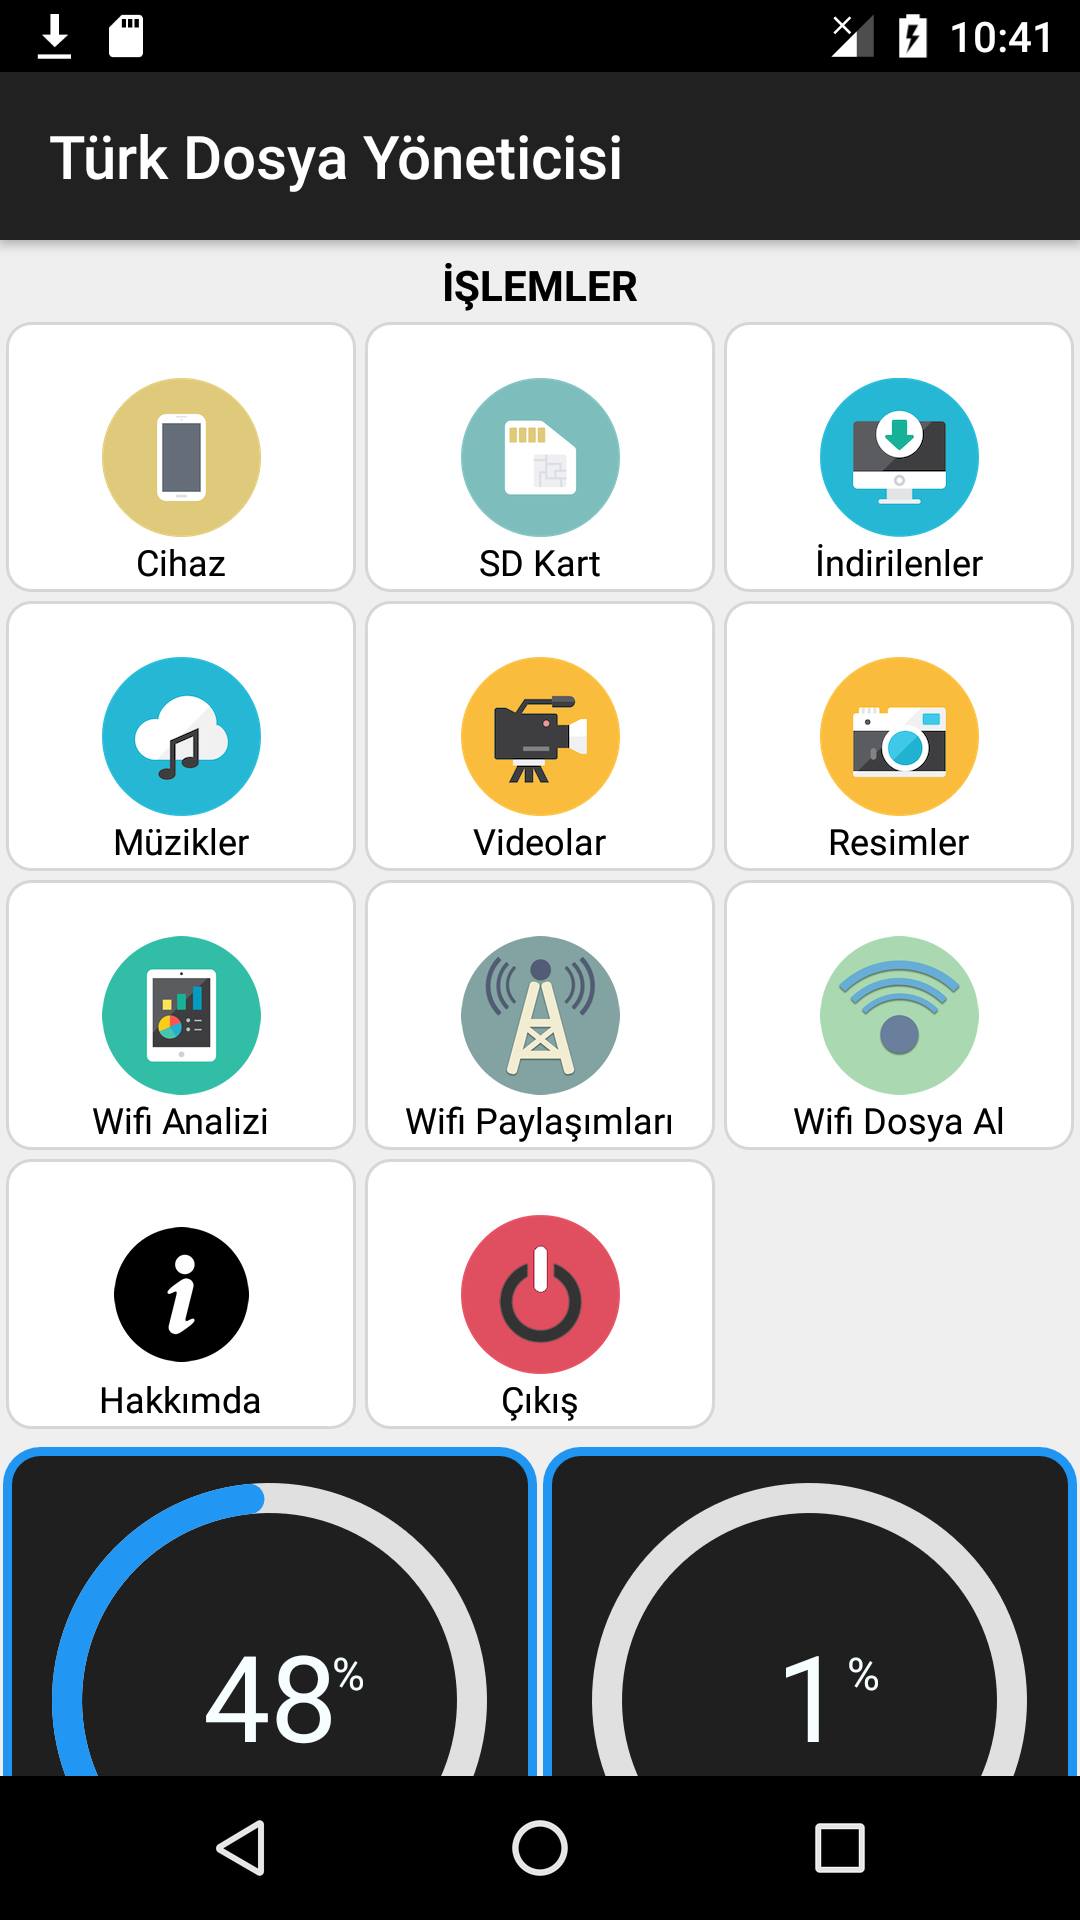 10:41
Türk Dosya Yöneticisi
İŞLEMLER
Cihaz
SD Kart
İndirilenler
Müzikler
Videolar
Resimler
Wifi Analizi
Wifi Paylaşımları
Wifi Dosya Al
Hakkımda
Çıkış
48%
1%